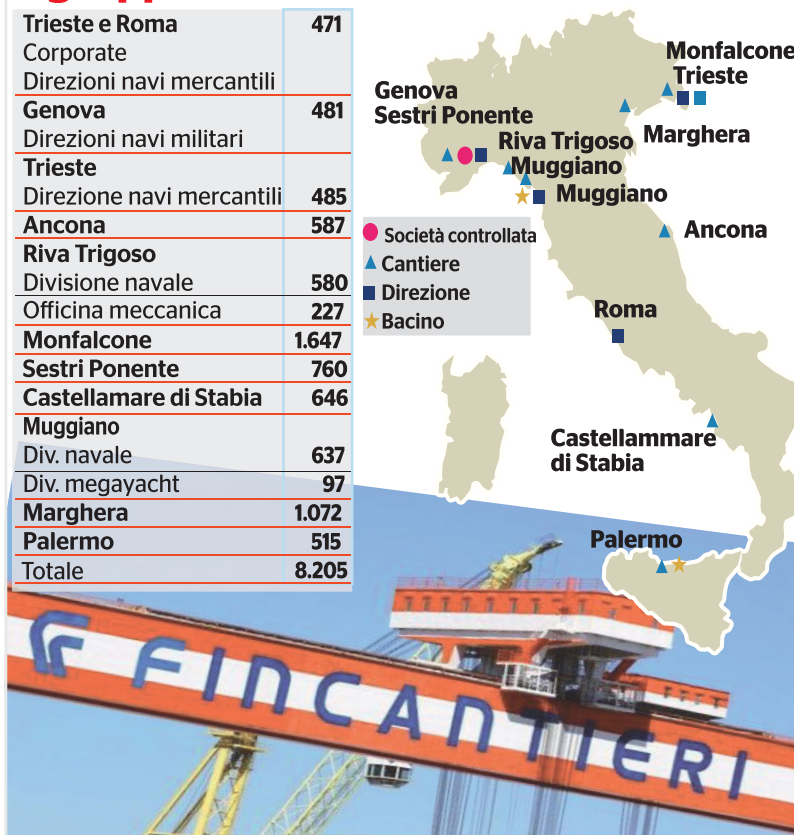 Trieste e Roma 471
Corporate
Direzioni navi mercantili
Genova 481
Direzioni navi militari
Trieste
Direzione navi mercantili 485
Ancona 587
Riva Trigoso
Divisione navale 580
Officina meccanica 227
Monfalcone 1.647
Sestri Ponente 760
Castellamare di Stabia 646
Muggiano
Div. navale 637
Div. megayacht 97
Marghera 1.072
Palermo 515
Totale 8.205
Monfalcone
Trieste
Genova
Sestri Ponente
Marghera
Riva Trigoso
Muggiano
Muggiano
Ancona
Società controllata
Cantiere
Direzione
Bacino
Roma
Castellammare
di Stabia
Palermo
FINCANTIERI